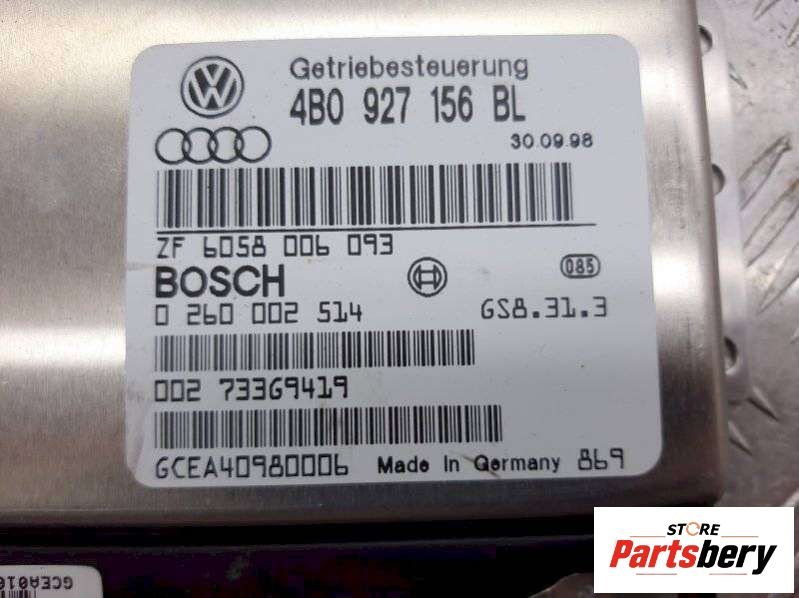 Getriebesteuerung
4B0 927 156 BL
30.09.98
ZF 6058 006 093
BOSCH
085
0 260 002 514 GS8.31.3
002 73369419
GCEA40980006 Made In Germany 869
STORE
Partsbery